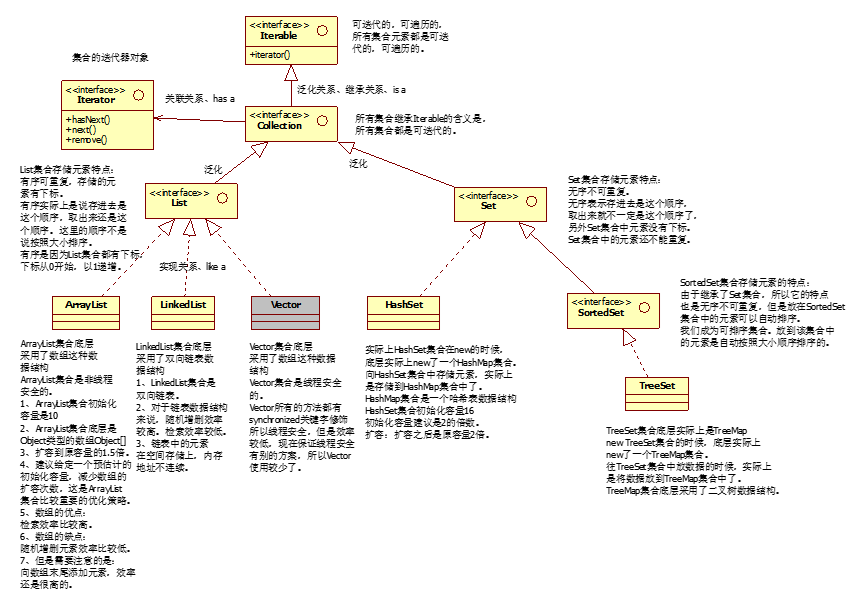 <<interface>>
Iterable
+iterator()
可迭代的，可遍历的，
所有集合元素都是可迭
代的，可遍历的。
集合的迭代器对象
<<interface>>
Iterator
+hasNext()
+next()
+remove()
关联关系、has a
泛化关系、继承关系、is a
<<interface>>
Collection
所有集合继承Iterable的含义是，
所有集合都是可迭代的。
泛化
泛化
List集合存储元素特点：
有序可重复，存储的元
素有下标。
有序实际上是说存进去是
这个顺序，取出来还是这
个顺序。这里的顺序不是
说按照大小排序。
有序是因为List集合都有下标，
下标从0开始，以1递增。
<<interface>>
List
<<interface>>
Set
Set集合存储元素特点：
无序不可重复。
无序表示存进去是这个顺序，
取出来就不一定是这个顺序了，
另外Set集合中元素没有下标。
Set集合中的元素还不能重复。
实现关系、like a
ArrayList
LinkedList
Vector
HashSet
<<interface>>
SortedSet
SortedSet集合存储元素的特点：
由于继承了Set集合，所以它的特点
也是无序不可重复，但是放在SortedSet
集合中的元素可以自动排序。
我们成为可排序集合。放到该集合中
的元素是自动按照大小顺序排序的。
ArrayList集合底层
采用了数组这种数
据结构
ArrayList集合是非线程
安全的。
1、ArrayList集合初始化
容量是10
2、ArrayList集合底层是
Object类型的数组Object[]
3、扩容到原容量的1.5倍。
4、建议给定一个预估计的
初始化容量，减少数组的
扩容次数，这是ArrayList
集合比较重要的优化策略。
5、数组的优点：
检索效率比较高。
6、数组的缺点：
随机增删元素效率比较低。
7、但是需要注意的是：
向数组末尾添加元素，效率
还是很高的。
LinkedList集合底层
采用了双向链表数
据结构
1、LinkedList集合是
双向链表。
2、对于链表数据结构
来说，随机增删效率
较高。检索效率较低。
3、链表中的元素
在空间存储上，内存
地址不连续。
Vector集合底层
采用了数组这种数据
结构
Vector集合是线程安全
的。
Vector所有的方法都有
synchronized关键字修饰
所以线程安全，但是效率
较低，现在保证线程安全
有别的方案，所以Vector
使用较少了。
实际上HashSet集合在new的时候，
底层实际上new了一个HashMap集合。
向HashSet集合中存储元素，实际上
是存储到HashMap集合中了。
HashMap集合是一个哈希表数据结构
HashSet初始化容量16
初始化容量建议是2的倍数。
扩容：扩容之后是原容量2倍。
TreeSet
TreeSet集合底层实际上是TreeMap
new TreeSet集合的时候，底层实际上
new了一个TreeMap集合。
往TreeSet集合中放数据的时候，实际上
是将数据放到TreeMap集合中了。
TreeMap集合底层采用了二叉树数据结构。